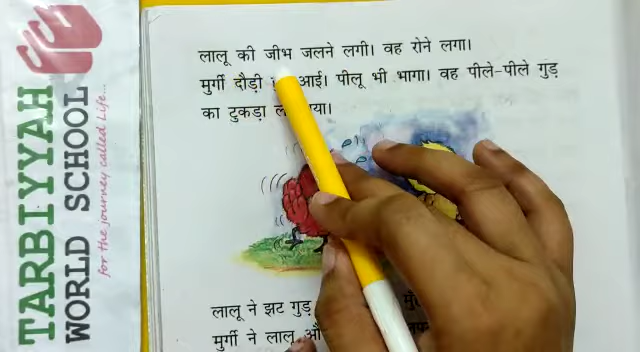 TARBIYYAH
WORLD SCHOOL
for the journey called Life...
लालू की जीभ जलने लगी। वह रोने लगा।
मुर्गी दौड़ी आई। पीलू भी भागा। वह पीले-पीले गुड़
का टुकड़ा
लालू ने झट गुड़
मुर्गी ने लालू